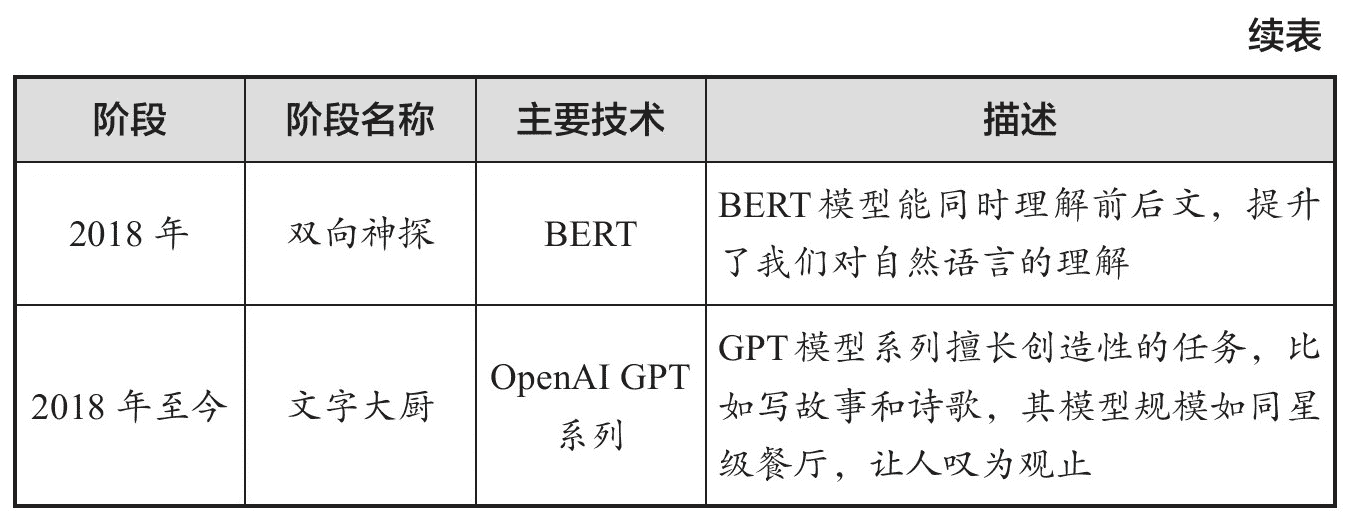 续表
阶段 阶段名称 主要技术 描述
2018 年 双向神探 BERT BERT 模型能同时理解前后文，提升
了我们对自然语言的理解
2018 年至今 文字大厨 OpenAI GPT
系列
GPT 模型系列擅长创造性的任务，比
如写故事和诗歌，其模型规模如同星
级餐厅，让人叹为观止